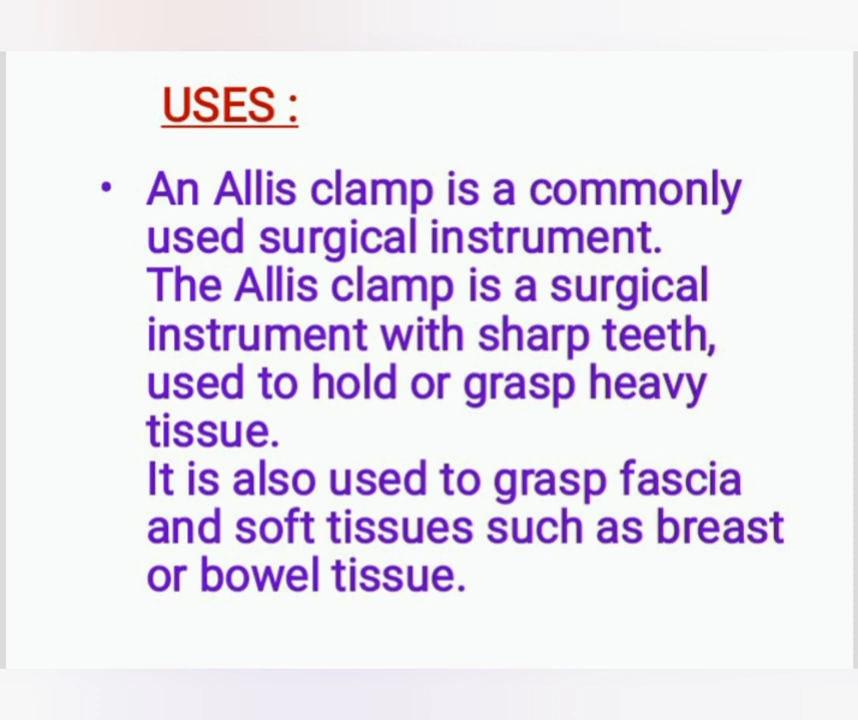 USES :
• An Allis clamp is a commonly
used surgical instrument.
The Allis clamp is a surgical
instrument with sharp teeth,
used to hold or grasp heavy
tissue.
It is also used to grasp fascia
and soft tissues such as breast
or bowel tissue.